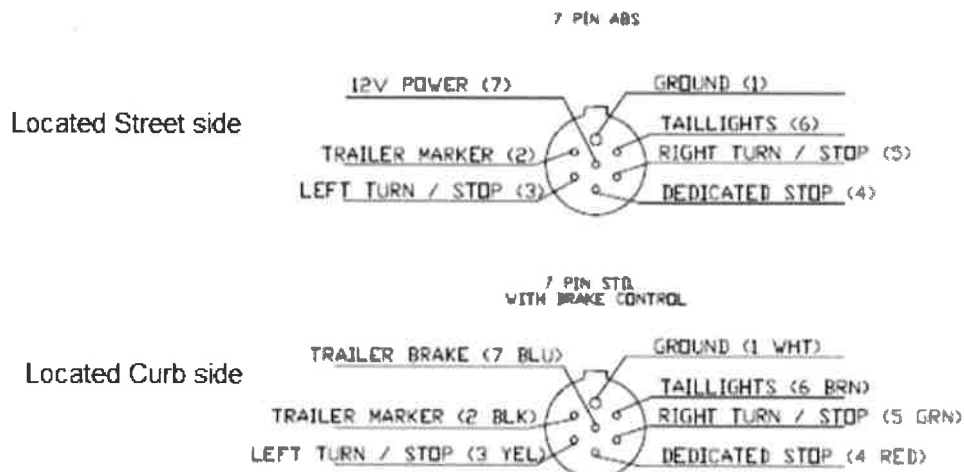 7 PIN ABS
12V POWER (7)
GROUND (1)
Located Street side
TAILLIGHTS (6)
TRAILER MARKER (2)
RIGHT TURN / STOP (5)
LEFT TURN / STOP (3)
DEDICATED STOP (4)
7 PIN STD.
WITH BRAKE CONTROL
TRAILER BRAKE (7 BLU)
GROUND (1 WHT)
Located Curb side
TAILLIGHTS (6 BRN)
TRAILER MARKER (2 BLK)
RIGHT TURN / STOP (5 GRN)
LEFT TURN / STOP (3 YEL)
DEDICATED STOP (4 RED)